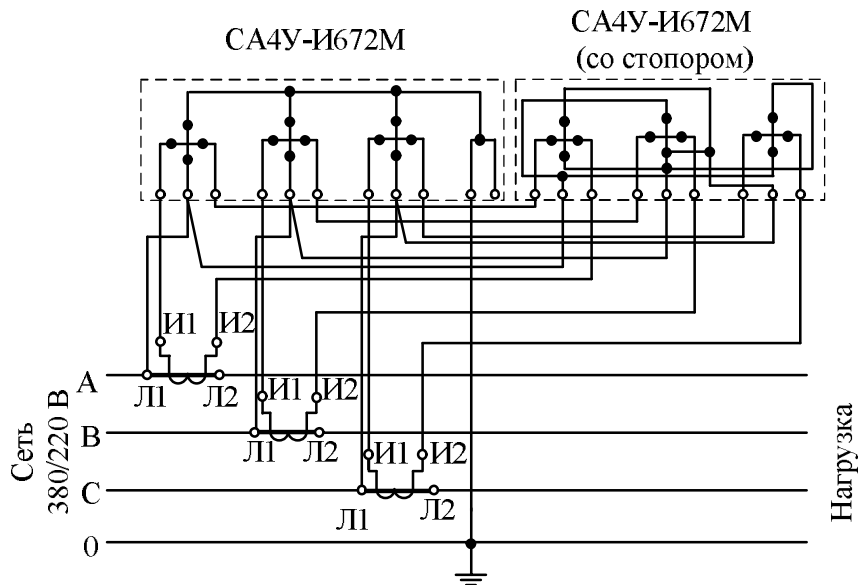 СА4У-И672М
СА4У-И672М
(со стопором)
И1
И2
А
Л1
Л2
И1
И2
В
Л1
Л2
И1
И2
С
Л1
Л2
0
Сеть
380/220 В
Нагрузка